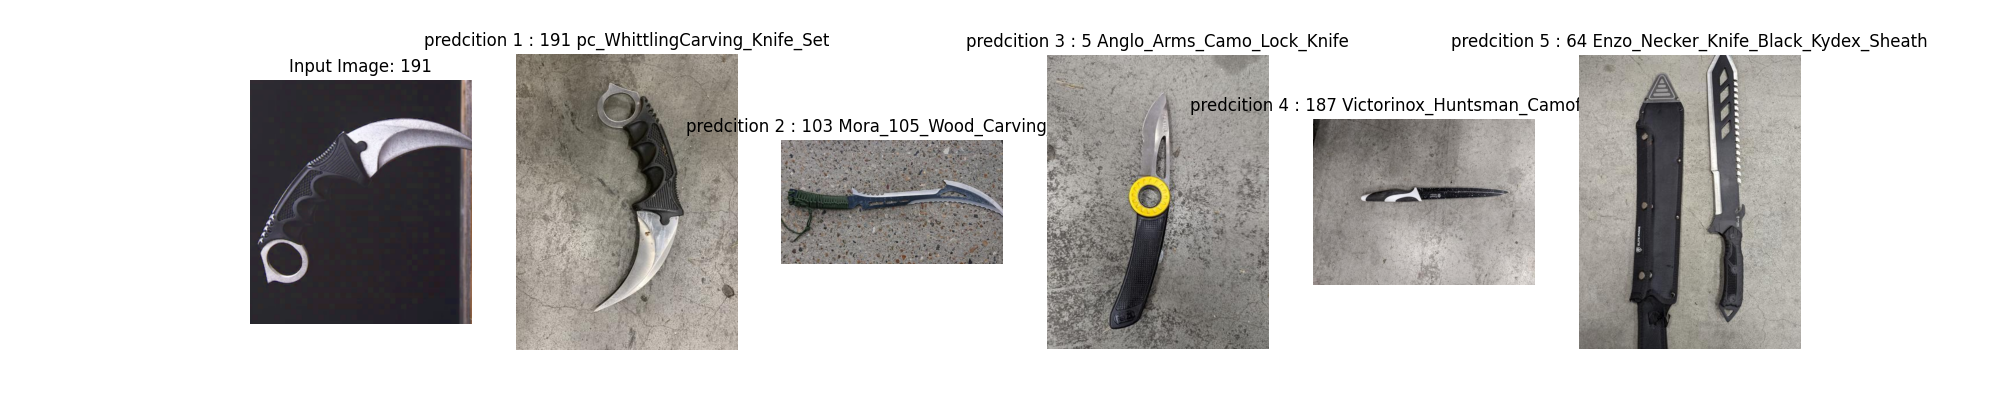 Input Image: 191
predcition 1 : 191 pc_WhittlingCarving_Knife_Set
predcition 2 : 103 Mora_105_Wood_Carving
predcition 3 : 5 Anglo_Arms_Camo_Lock_Knife
predcition 4 : 187 Victorinox_Huntsman_Camof
predcition 5 : 64 Enzo_Necker_Knife_Black_Kydex_Sheath